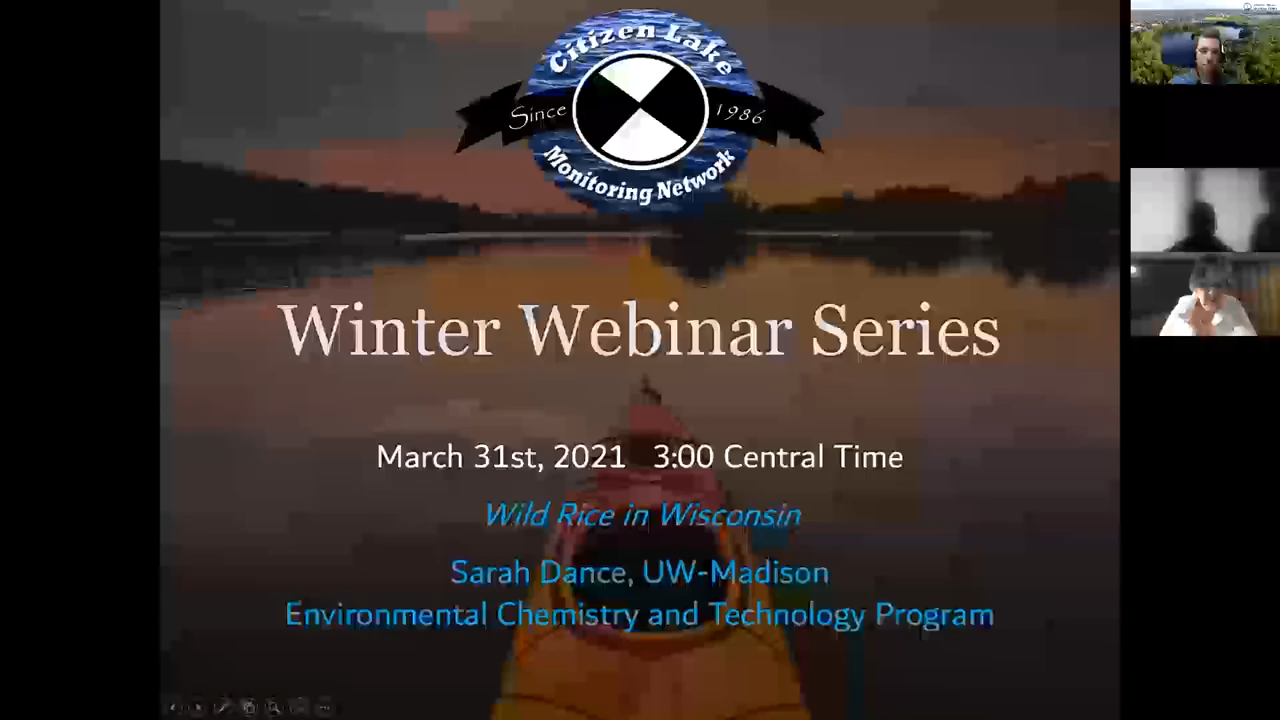 Citizen Lake
Since 1986
Monitoring Network
Winter Webinar Series
March 31st, 2021 3:00 Central Time
Wild Rice in Wisconsin
Sarah Dance, UW-Madison
Environmental Chemistry and Technology Program